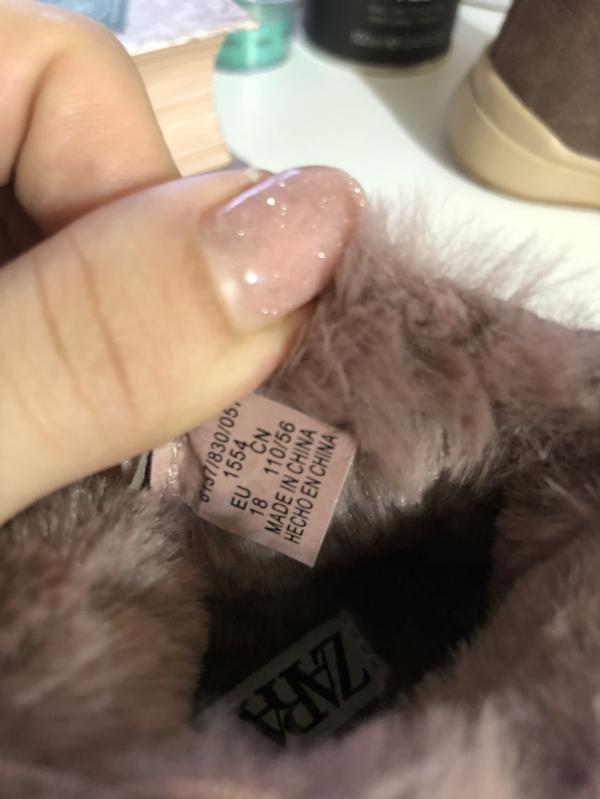 1554
EU CN
18 110/56
MADE IN CHINA
HECHO EN CHINA
ZARA